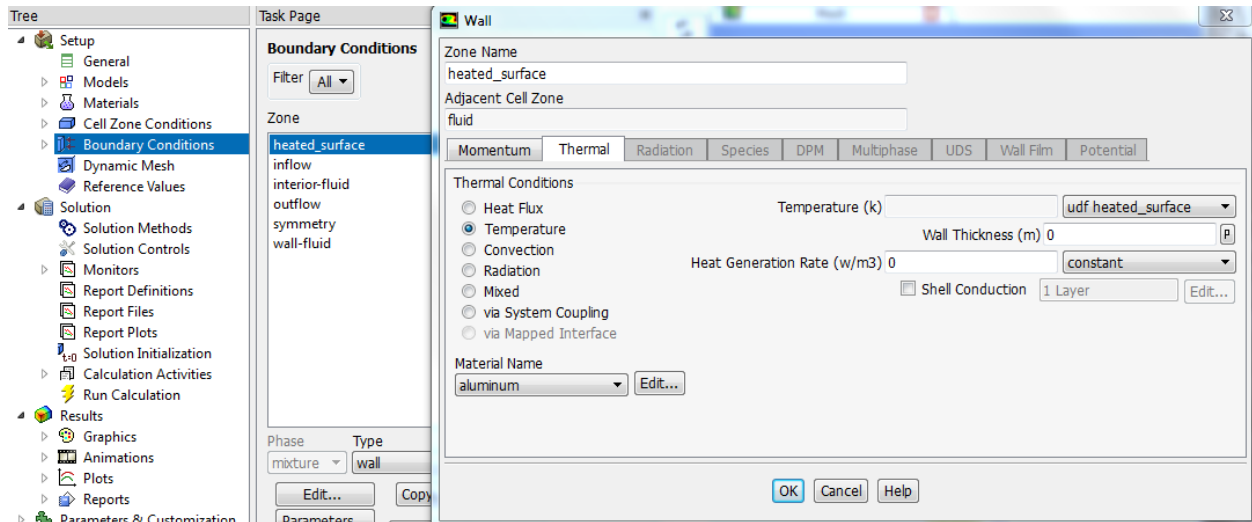 Tree
Setup
General
Models
Materials
Cell Zone Conditions
Boundary Conditions
Dynamic Mesh
Reference Values
Solution
Solution Methods
Solution Controls
Monitors
Report Definitions
Report Files
Report Plots
t=0 Solution Initialization
Calculation Activities
Run Calculation
Results
Graphics
Animations
Plots
Reports
Parameters & Customization
Task Page
Boundary Conditions
Filter All
Zone
heated_surface
inflow
interior-fluid
outflow
symmetry
wall-fluid
Phase Type
mixture wall
Edit... Copy
Parameters...
Wall
Zone Name
heated_surface
Adjacent Cell Zone
fluid
Momentum Thermal Radiation Species DPM Multiphase UDS Wall Film Potential
Thermal Conditions
Heat Flux
Temperature
Convection
Radiation
Mixed
via System Coupling
via Mapped Interface
Material Name
aluminum Edit...
Temperature (k) udf heated_surface
Wall Thickness (m) 0 P
Heat Generation Rate (w/m3) 0 constant
Shell Conduction 1 Layer Edit...
OK Cancel Help